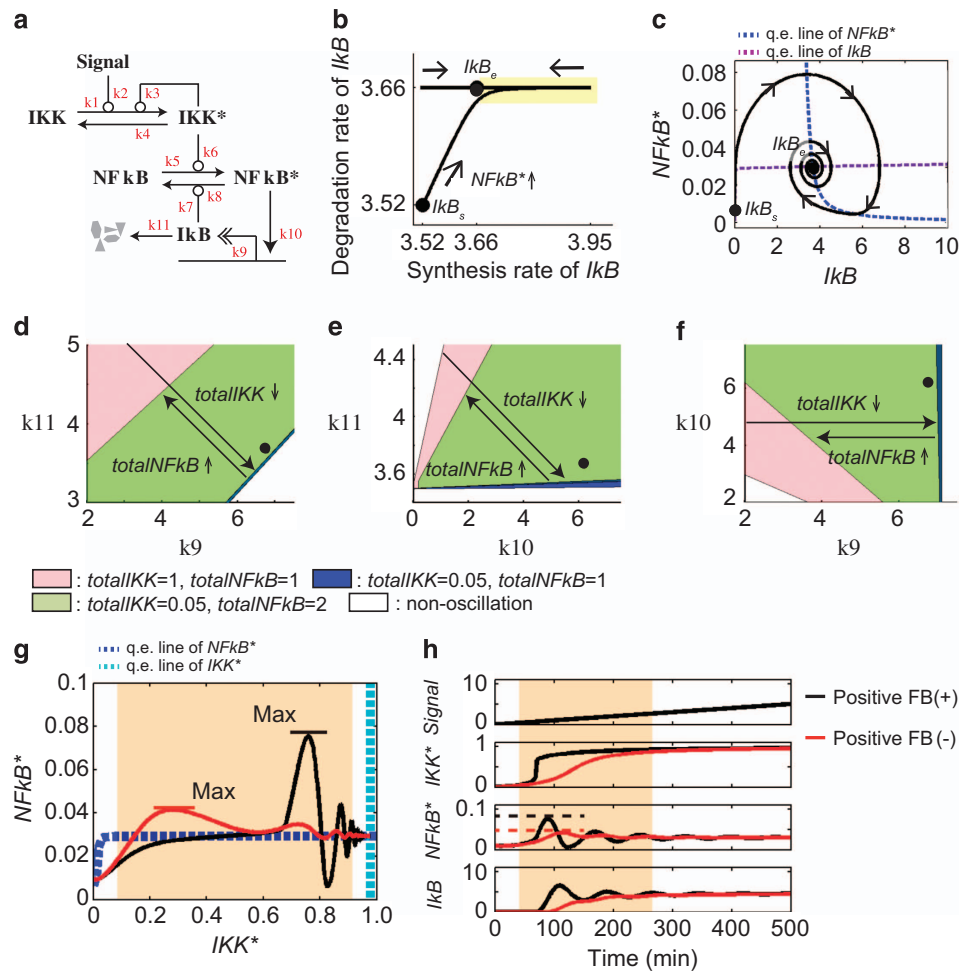 a
Signal
k1
k2
k3
IKK
IKK*
k4
k6
k5
NFkB
NFkB*
k8
k7
k11
IkB
k10
k9
b
Degradation rate of IkB
3.66
3.52
IkBe
NFkB*↑
IkBs
3.52
3.66
3.95
Synthesis rate of IkB
c
q.e. line of NFkB*
q.e. line of IkB
NFkB*
0.08
0.06
0.04
0.02
0
IkBe
IkBs
0
2
4
6
8
10
IkB
d
5
k11
4
3
totalIKK ↓
totalNFkB ↑
2
4
6
k9
e
4.4
k11
4
3.6
totalIKK ↓
totalNFkB ↑
0
2
4
6
k10
f
6
k10
4
2
totalIKK ↓
totalNFkB ↑
2
4
6
k9
: totalIKK=1, totalNFkB=1
: totalIKK=0.05, totalNFkB=1
: totalIKK=0.05, totalNFkB=2
: non-oscillation
g
q.e. line of NFkB*
q.e. line of IKK*
NFkB*
0.1
0.08
0.06
0.04
0.02
0
Max
Max
0
0.2
0.4
0.6
0.8
1.0
IKK*
h
Signal
10
0
IKK*
1
0
NFkB*
0.1
0
IkB
10
0
0
100
200
300
400
500
Time (min)
Positive FB(+)
Positive FB(-)